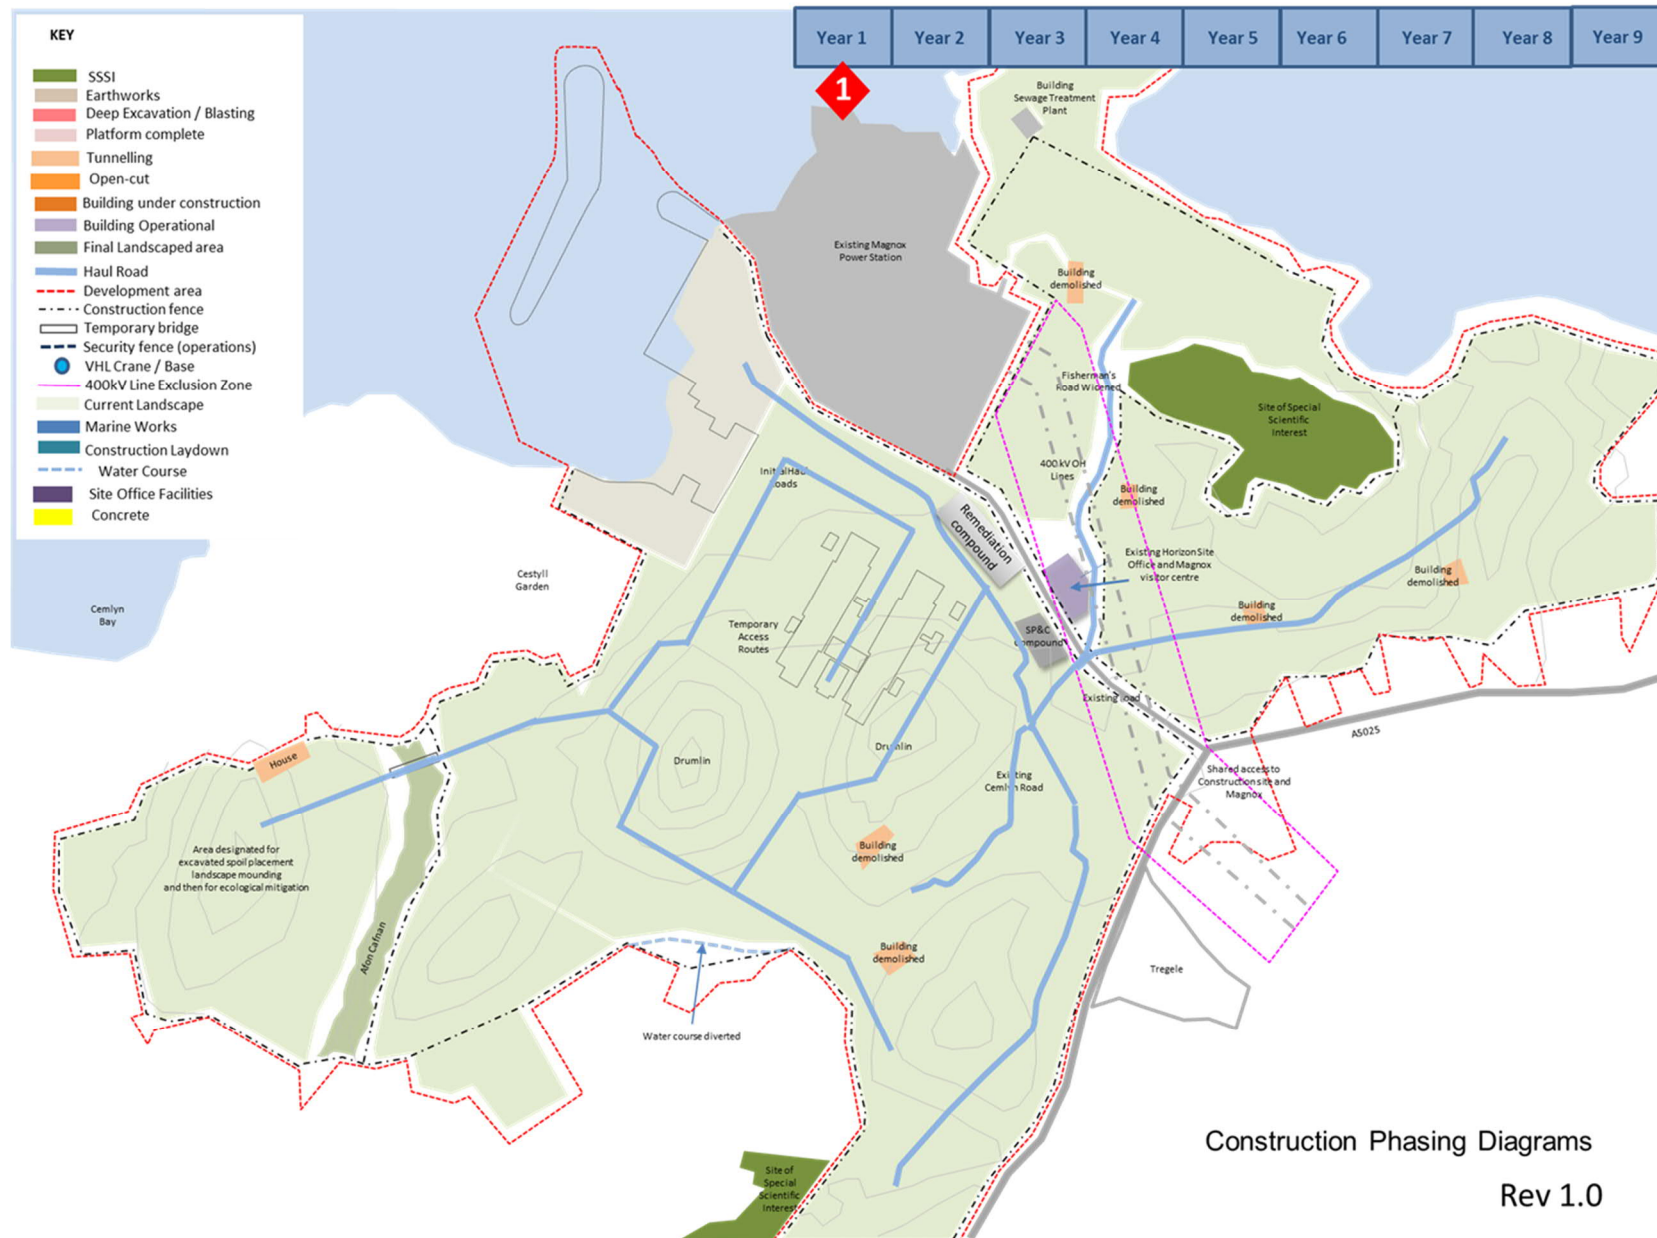 KEY
SSSI
Earthworks
Deep Excavation / Blasting
Platform complete
Tunnelling
Open-cut
Building under construction
Building Operational
Final Landscaped area
Haul Road
Development area
Construction fence
Temporary bridge
Security fence (operations)
VHL Crane / Base
400kV Line Exclusion Zone
Current Landscape
Marine Works
Construction Laydown
Water Course
Site Office Facilities
Concrete
Year 1
Year 2
Year 3
Year 4
Year 5
Year 6
Year 7
Year 8
Year 9
1
Building
Sewage Treatment
Plant
Existing Magnox
Power Station
Building
demolished
Fisherman's
Road Widened
Site of Special
Scientific
Interest
400kV OH
Lines
Initial Haul
Roads
Building
demolished
Remediation
compound
Existing Horizon Site
Office and Magnox
visitor centre
Building
demolished
Building
demolished
Cestyll
Garden
Cemlyn
Bay
Temporary
Access
Routes
SP&C
compound
Existing road
A5025
Drumlin
Drumlin
House
Existing
Cemlyn Road
Shared access to
Construction site and
Magnox
Area designated for
excavated spoil placement
landscape mounding
and then for ecological mitigation
Building
demolished
Afon Cafnan
Building
demolished
Tregele
Water course diverted
Site of
Special
Scientific
Interest
Construction Phasing Diagrams
Rev 1.0